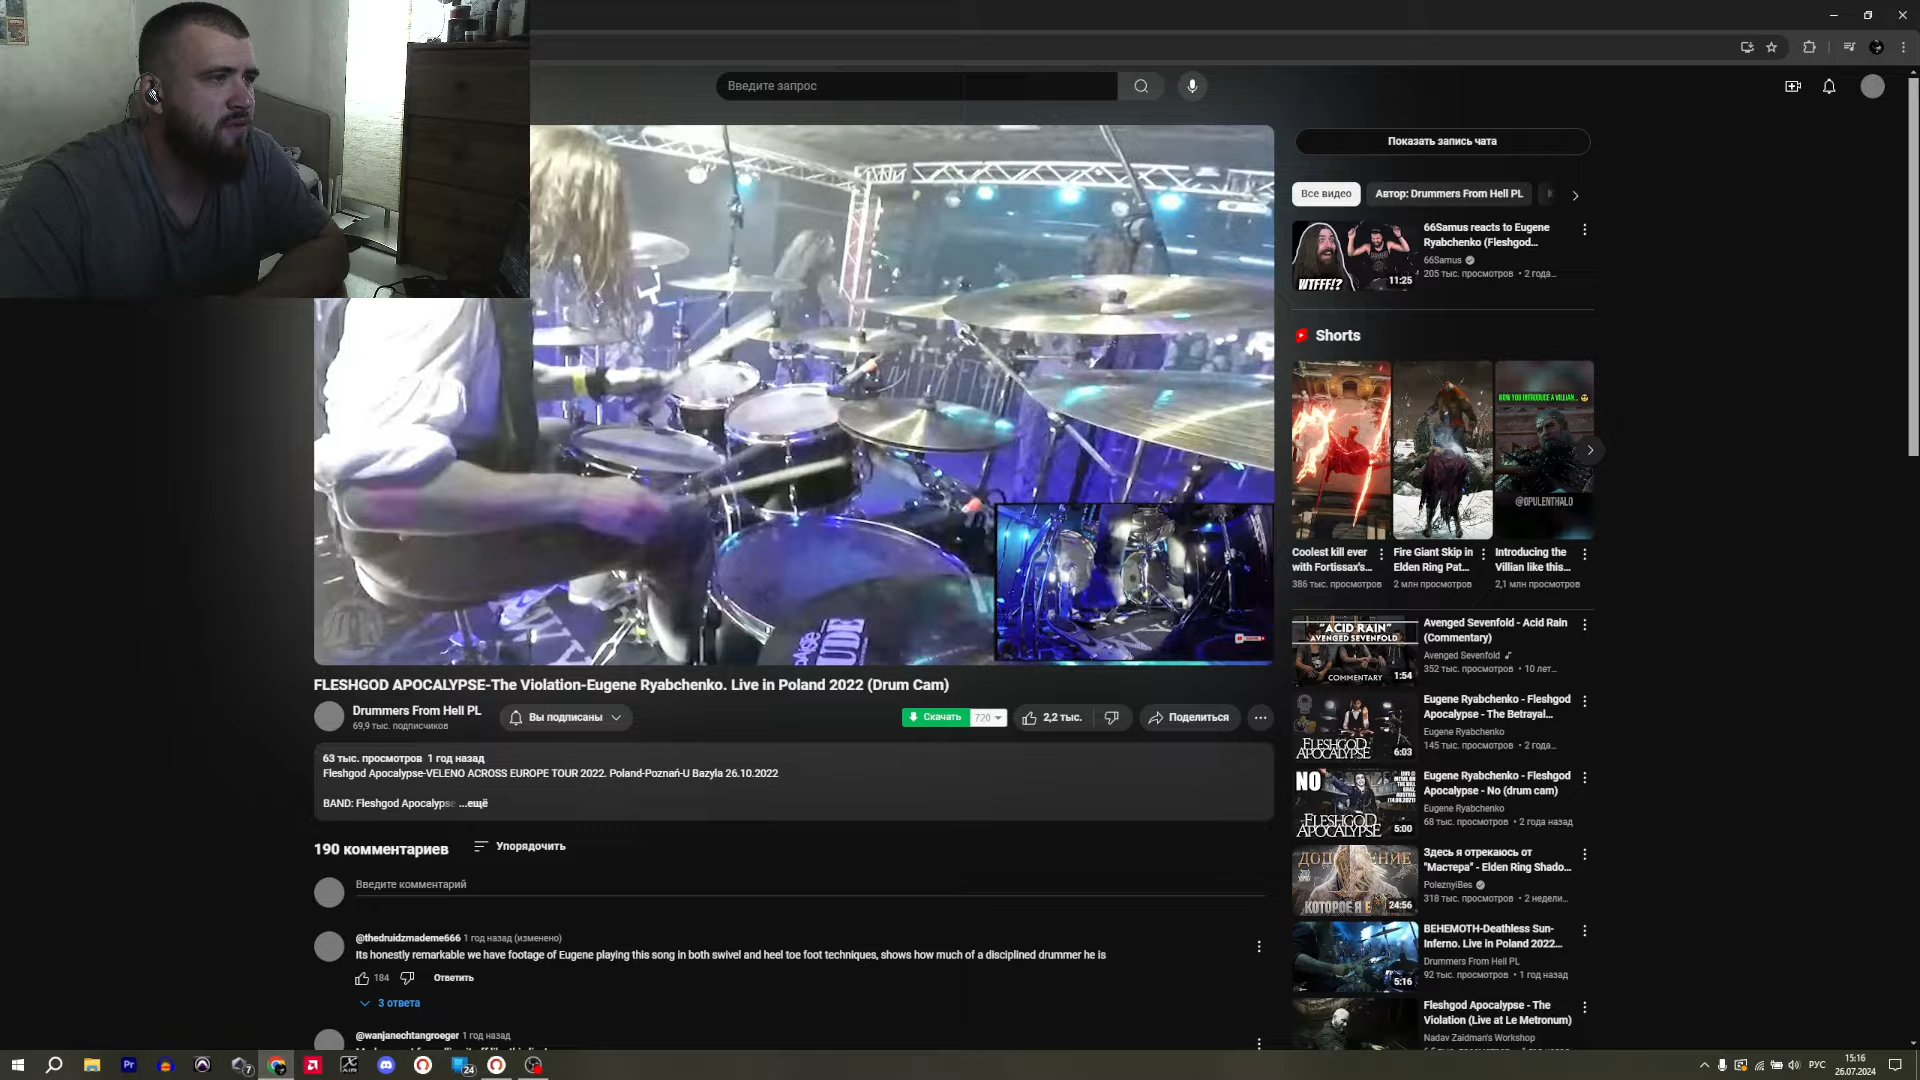 Введите запрос
Показать запись чата
Все видео
Автор: Drummers From Hell PL
66Samus reacts to Eugene
Ryabchenko (Fleshgod...
66Samus
205 тыс. просмотров • 2 года...
WTFFF!?
11:25
Shorts
HOW YOU INTRODUCE A VILLIAN...
@OPULENTHALO
Coolest kill ever
with Fortissax's...
386 тыс. просмотров
Fire Giant Skip in
Elden Ring Pat...
2 млн просмотров
Introducing the
Villian like this...
2,1 млн просмотров
"ACID RAIN"
AVENGED SEVENFOLD
COMMENTARY
1:54
Avenged Sevenfold - Acid Rain
(Commentary)
Avenged Sevenfold
352 тыс. просмотров • 10 лет...
FLESHGOD APOCALYPSE-The Violation-Eugene Ryabchenko. Live in Poland 2022 (Drum Cam)
Drummers From Hell PL
69,9 тыс. подписчиков
Вы подписаны
Скачать
720
2,2 тыс.
Поделиться
63 тыс. просмотров 1 год назад
Fleshgod Apocalypse-VELENO ACROSS EUROPE TOUR 2022. Poland-Poznań-U Bazyla 26.10.2022
BAND: Fleshgod Apocalypse ...ещё
FLESHGOD
APOCALYPSE
6:03
Eugene Ryabchenko - Fleshgod
Apocalypse - The Betrayal...
Eugene Ryabchenko
145 тыс. просмотров • 2 года...
NO
FLESHGOD
APOCALYPSE
5:00
Eugene Ryabchenko - Fleshgod
Apocalypse - No (drum cam)
Eugene Ryabchenko
68 тыс. просмотров • 2 года назад
190 комментариев
Упорядочить
Введите комментарий
24:56
Здесь я отрекаюсь от
"Мастера" - Elden Ring Shado...
PoleznyiBes
318 тыс. просмотров • 2 недели...
@thedruidzmademe666 1 год назад (изменено)
Its honestly remarkable we have footage of Eugene playing this song in both swivel and heel toe foot techniques, shows how much of a disciplined drummer he is
184
Ответить
3 ответа
5:16
BEHEMOTH-Deathless Sun-
Inferno. Live in Poland 2022...
Drummers From Hell PL
92 тыс. просмотров • 1 год назад
@wanjanechtangroeger 1 год назад
Fleshgod Apocalypse - The
Violation (Live at Le Metronum)
Nadav Zaidman's Workshop
Pr
7
24
РУС
15:16
26.07.2024